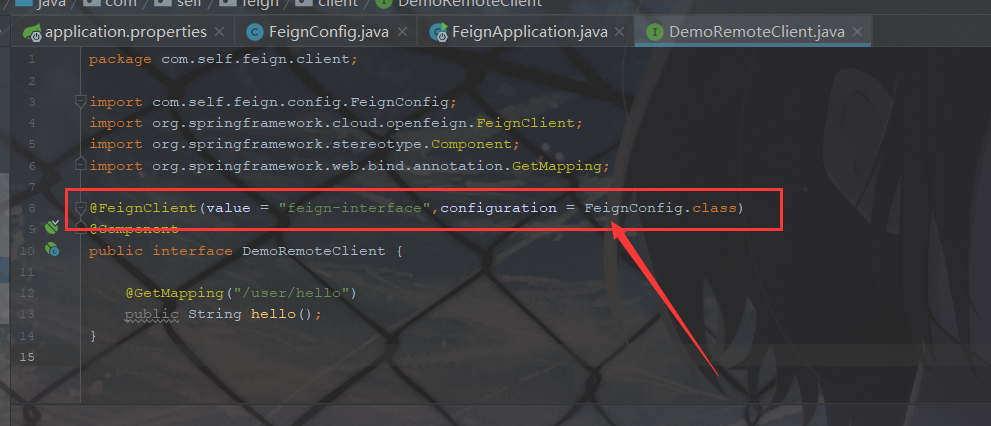 java / com / self / feign / client / DemoRemoteClient
application.properties FeignConfig.java FeignApplication.java DemoRemoteClient.java
1 package com.self.feign.client;
2
3 import com.self.feign.config.FeignConfig;
4 import org.springframework.cloud.openfeign.FeignClient;
5 import org.springframework.stereotype.Component;
6 import org.springframework.web.bind.annotation.GetMapping;
7
8 @FeignClient(value = "feign-interface",configuration = FeignConfig.class)
9 @Component
10 public interface DemoRemoteClient {
11
12 @GetMapping("/user/hello")
13 public String hello();
14 }
15